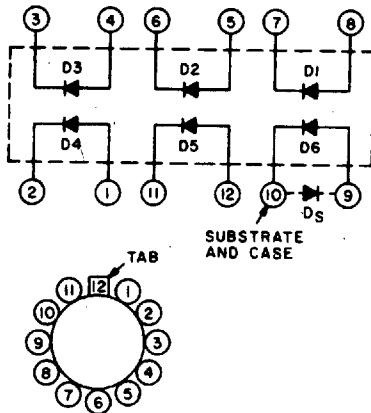 3 4 6 5 7 8
D3 D2 D1
D4 D5 D6
2 1 11 12 10 9
DS
SUBSTRATE
AND CASE
TAB
12
11 1
10 2
9 3
8 4
7 5
6